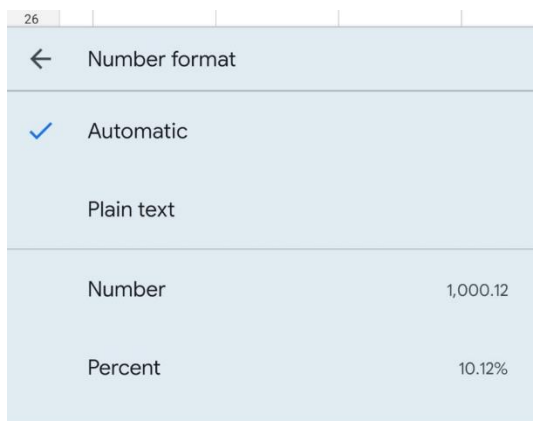 26
Number format
Automatic
Plain text
Number 1,000.12
Percent 10.12%